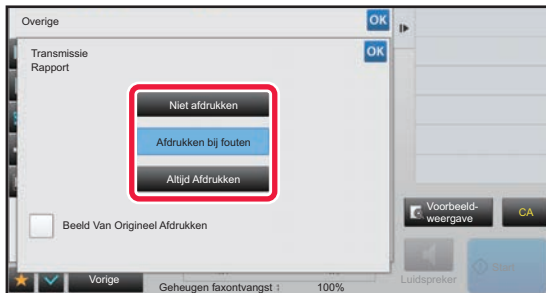 Overige
OK
Transmissie
Rapport
OK
Niet afdrukken
Afdrukken bij fouten
Altijd Afdrukken
Beeld Van Origineel Afdrukken
Voorbeeld-
weergave
CA
Luidspreker
Start
Vorige
Geheugen faxontvangst :
100%